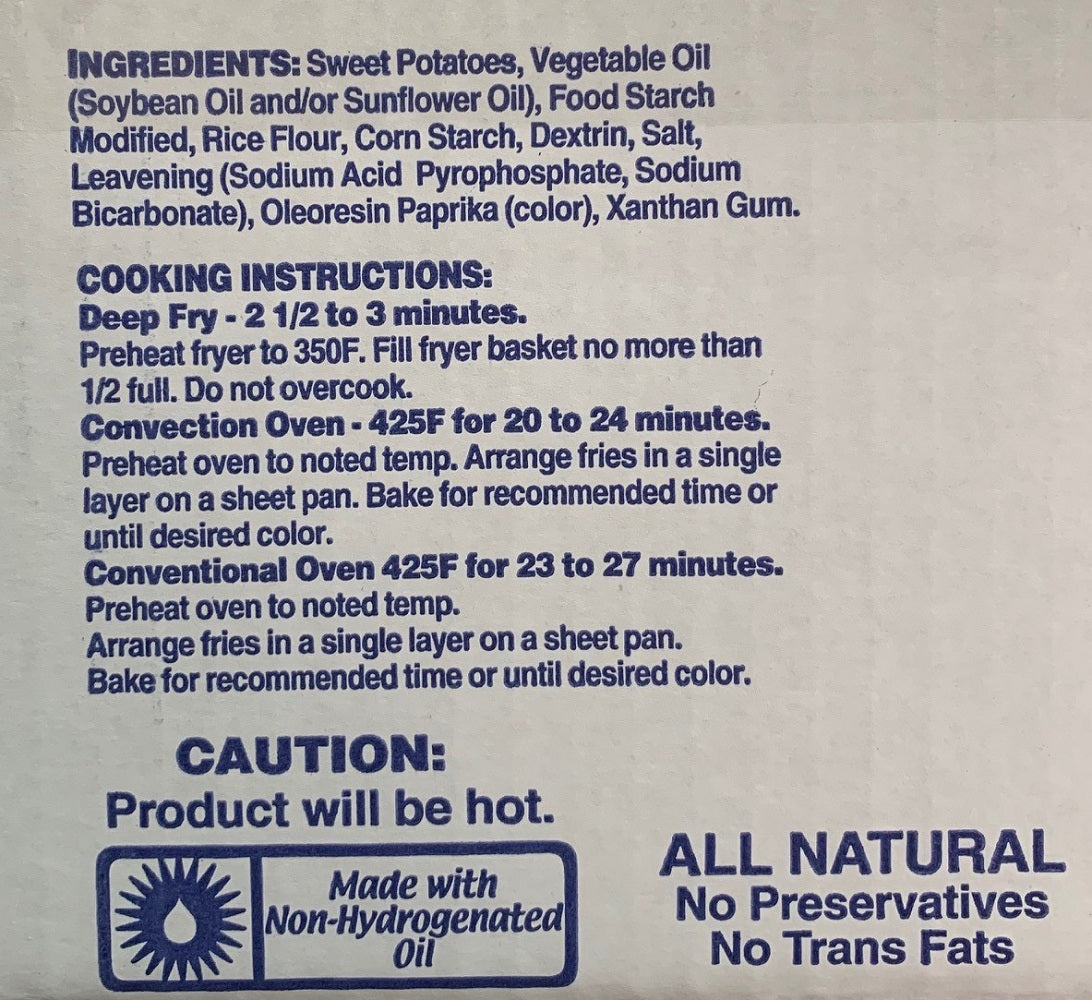 INGREDIENTS: Sweet Potatoes, Vegetable Oil
(Soybean Oil and/or Sunflower Oil), Food Starch
Modified, Rice Flour, Corn Starch, Dextrin, Salt,
Leavening (Sodium Acid Pyrophosphate, Sodium
Bicarbonate), Oleoresin Paprika (color), Xanthan Gum.
COOKING INSTRUCTIONS:
Deep Fry - 2 1/2 to 3 minutes.
Preheat fryer to 350F. Fill fryer basket no more than
1/2 full. Do not overcook.
Convection Oven - 425F for 20 to 24 minutes.
Preheat oven to noted temp. Arrange fries in a single
layer on a sheet pan. Bake for recommended time or
until desired color.
Conventional Oven 425F for 23 to 27 minutes.
Preheat oven to noted temp.
Arrange fries in a single layer on a sheet pan.
Bake for recommended time or until desired color.
CAUTION:
Product will be hot.
Made with
Non-Hydrogenated
Oil
ALL NATURAL
No Preservatives
No Trans Fats